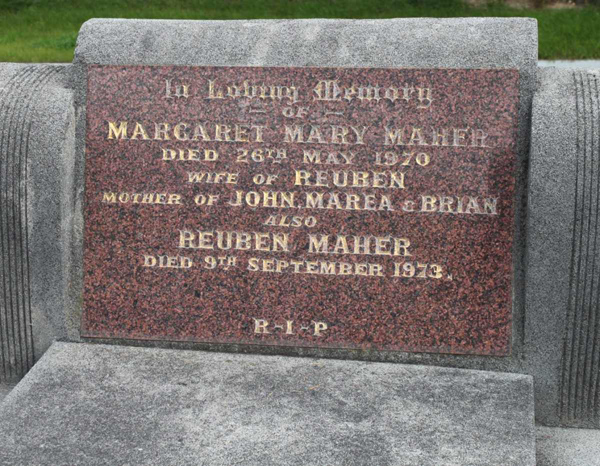 In Loving Memory
– OF –
MARGARET MARY MAHER
DIED 26TH MAY 1970
WIFE OF REUBEN
MOTHER OF JOHN, MAREA & BRIAN
ALSO
REUBEN MAHER
DIED 9TH SEPTEMBER 1973.
R-I-P